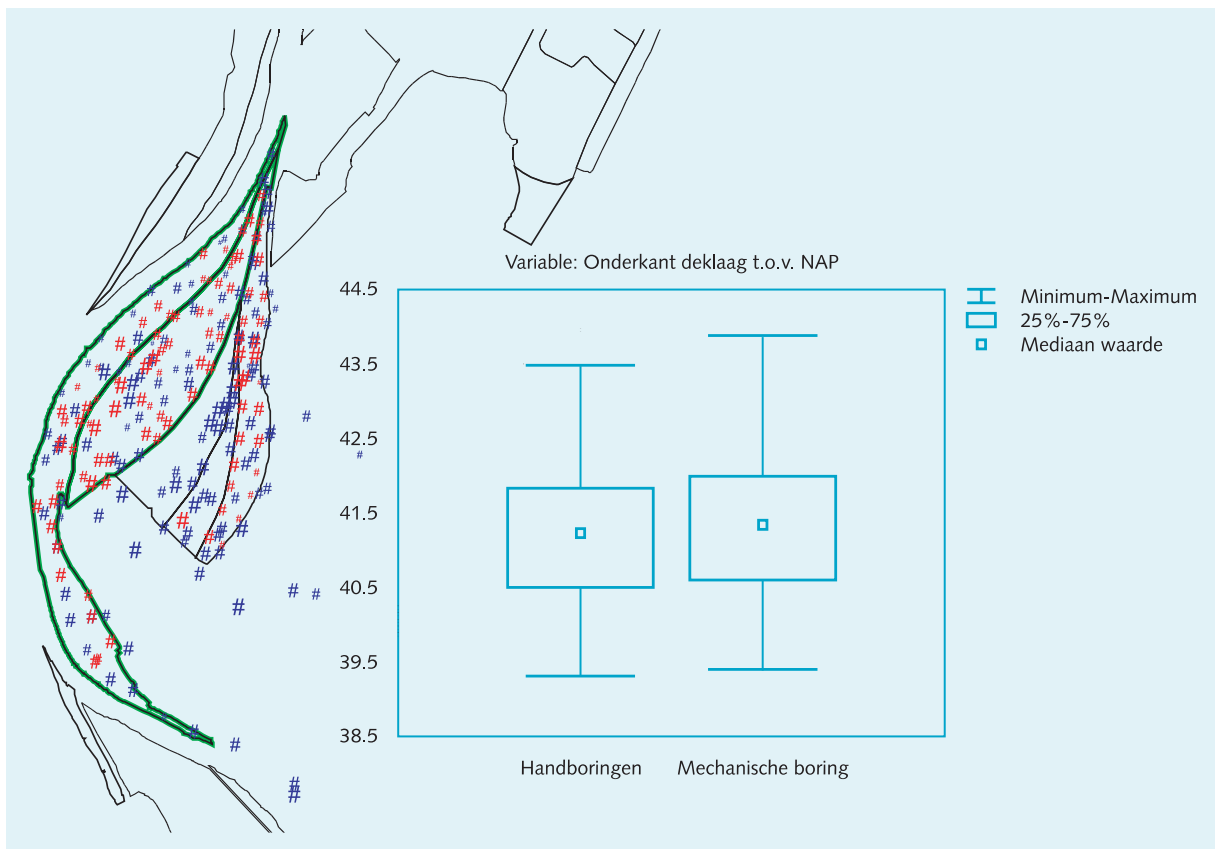 Variable: Onderkant deklaag t.o.v. NAP
44.5
43.5
42.5
41.5
40.5
39.5
38.5
Handboringen
Mechanische boring
Minimum-Maximum
25%-75%
Mediaan waarde